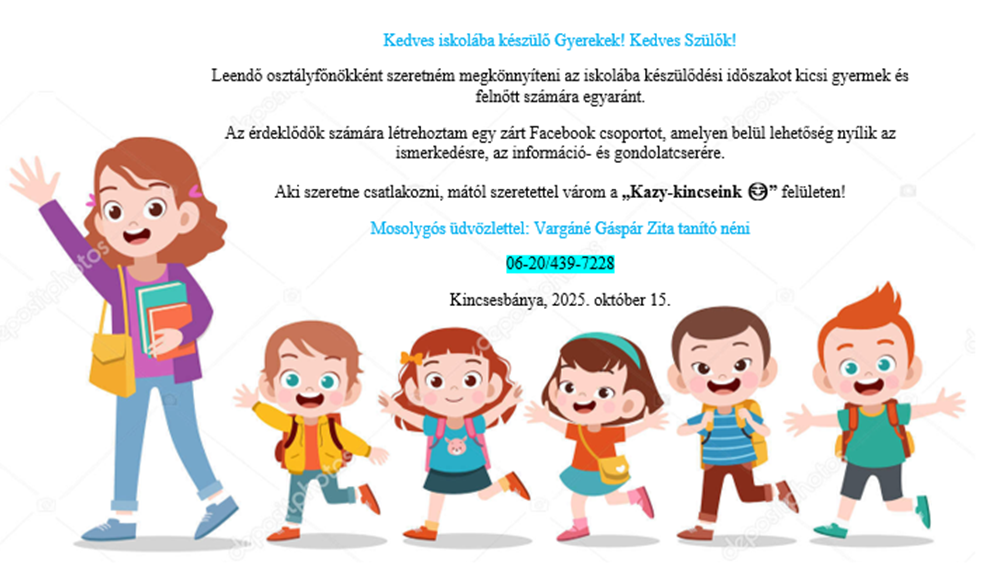 Kedves iskolába készülő Gyerekek! Kedves Szülők!
Leendő osztályfőnökként szeretném megkönnyíteni az iskolába készülődési időszakot kicsi gyermek és
felnőtt számára egyaránt.
Az érdeklődők számára létrehoztam egy zárt Facebook csoportot, amelyen belül lehetőség nyílik az
ismerkedésre, az információ- és gondolatcserére.
Aki szeretne csatlakozni, mától szeretettel várom a „Kazy-kincseink 😊” felületen!
Mosolygós üdvözlettel: Vargáné Gáspár Zita tanító néni
06-20/439-7228
Kincsesbánya, 2025. október 15.
depositphotos